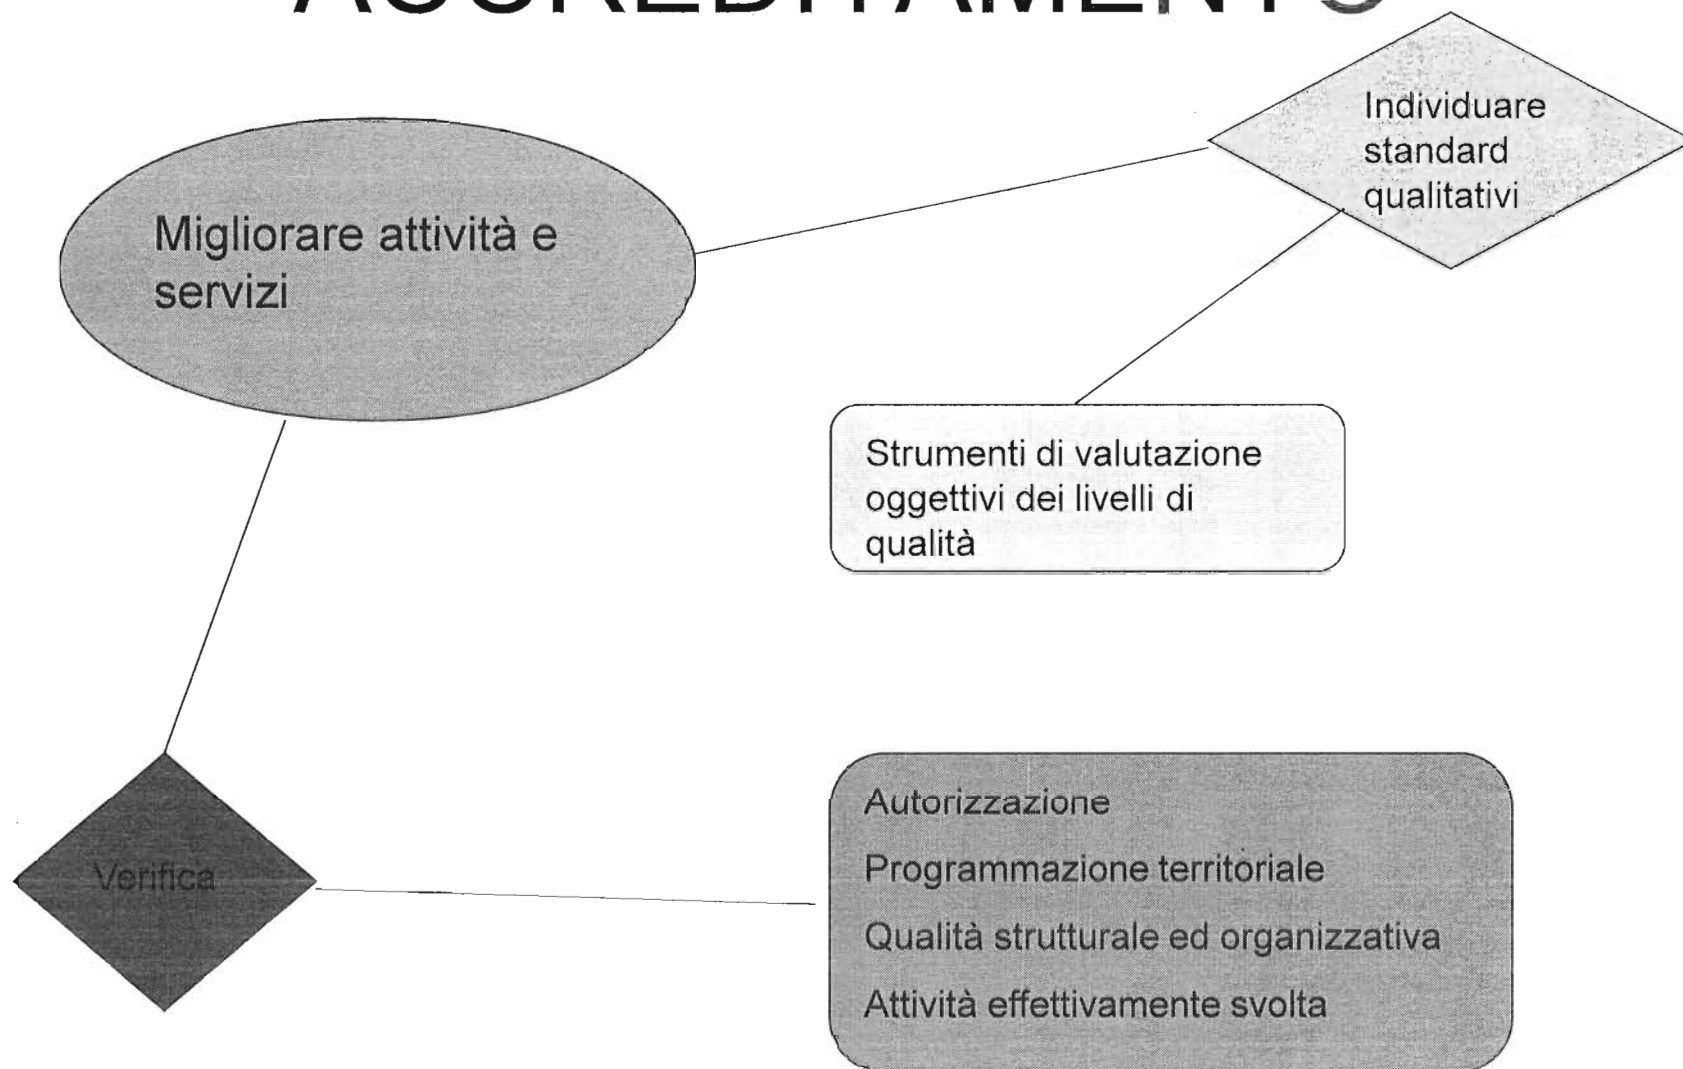 ACCREDITAMENTO
Individuare
standard
qualitativi
Migliorare attività e
servizi
Strumenti di valutazione
oggettivi dei livelli di
qualità
Verifica
Autorizzazione
Programmazione territoriale
Qualità strutturale ed organizzativa
Attività effettivamente svolta